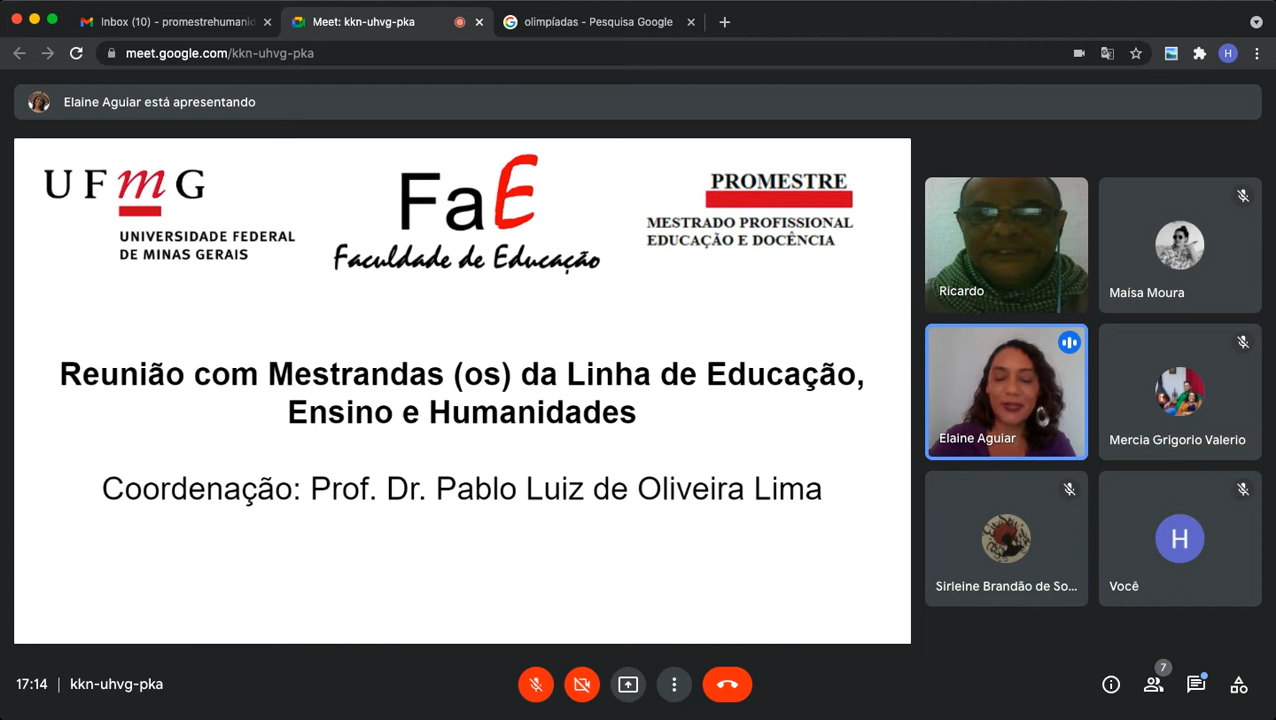 Inbox (10) - promestrehumanid
Meet: kkn-uhvg-pka
olimpíadas - Pesquisa Google
meet.google.com/kkn-uhvg-pka
H
Elaine Aguiar está apresentando
UFmG
UNIVERSIDADE FEDERAL
DE MINAS GERAIS
FaE
Faculdade de Educação
PROMESTRE
MESTRADO PROFISSIONAL
EDUCAÇÃO E DOCÊNCIA
Reunião com Mestrandas (os) da Linha de Educação,
Ensino e Humanidades
Coordenação: Prof. Dr. Pablo Luiz de Oliveira Lima
Ricardo
Maísa Moura
Elaine Aguiar
Mercia Grigorio Valerio
Sirleine Brandão de So...
H
Você
17:14 | kkn-uhvg-pka
7